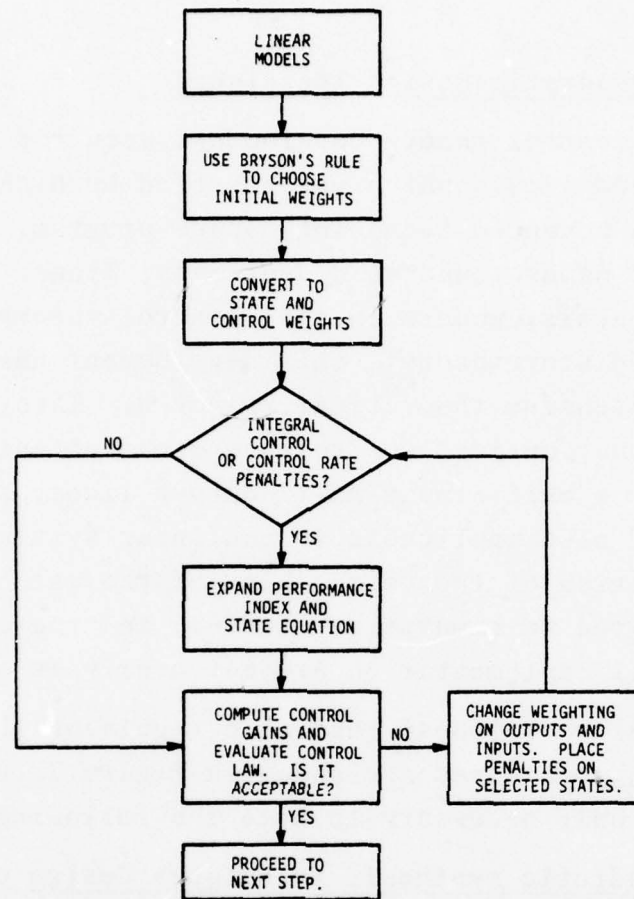 LINEAR
MODELS
USE BRYSON'S RULE
TO CHOOSE
INITIAL WEIGHTS
CONVERT TO
STATE AND
CONTROL WEIGHTS
INTEGRAL
CONTROL
OR CONTROL RATE
PENALTIES?
NO
YES
EXPAND PERFORMANCE
INDEX AND
STATE EQUATION
COMPUTE CONTROL
GAINS AND
EVALUATE CONTROL
LAW. IS IT
ACCEPTABLE?
NO
CHANGE WEIGHTING
ON OUTPUTS AND
INPUTS. PLACE
PENALTIES ON
SELECTED STATES.
YES
PROCEED TO
NEXT STEP.